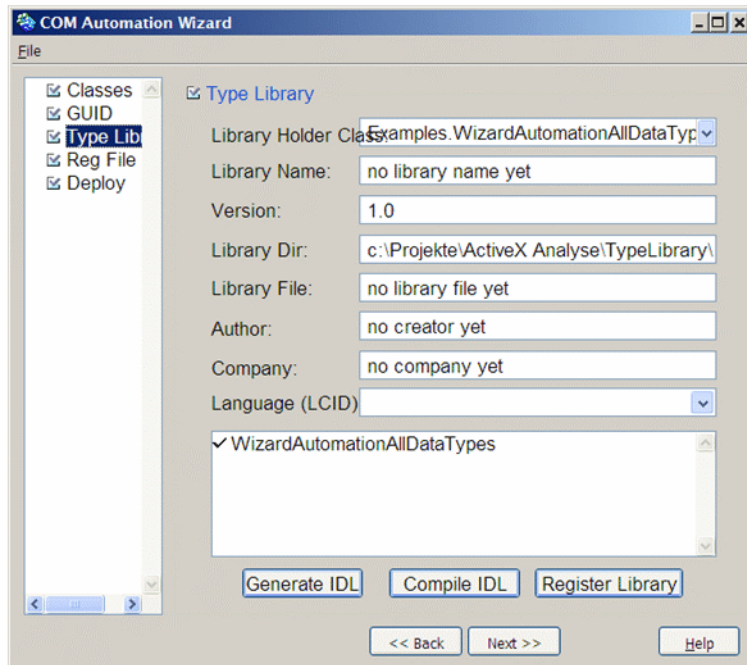 COM Automation Wizard
File
Classes
GUID
Type Lib
Reg File
Deploy
Type Library
Library Holder Class: Examples.WizardAutomationAllDataTyp
Library Name: no library name yet
Version: 1.0
Library Dir: c:\Projekte\ActiveX Analyse\TypeLibrary\
Library File: no library file yet
Author: no creator yet
Company: no company yet
Language (LCID)
WizardAutomationAllDataTypes
Generate IDL Compile IDL Register Library
<< Back Next >> Help